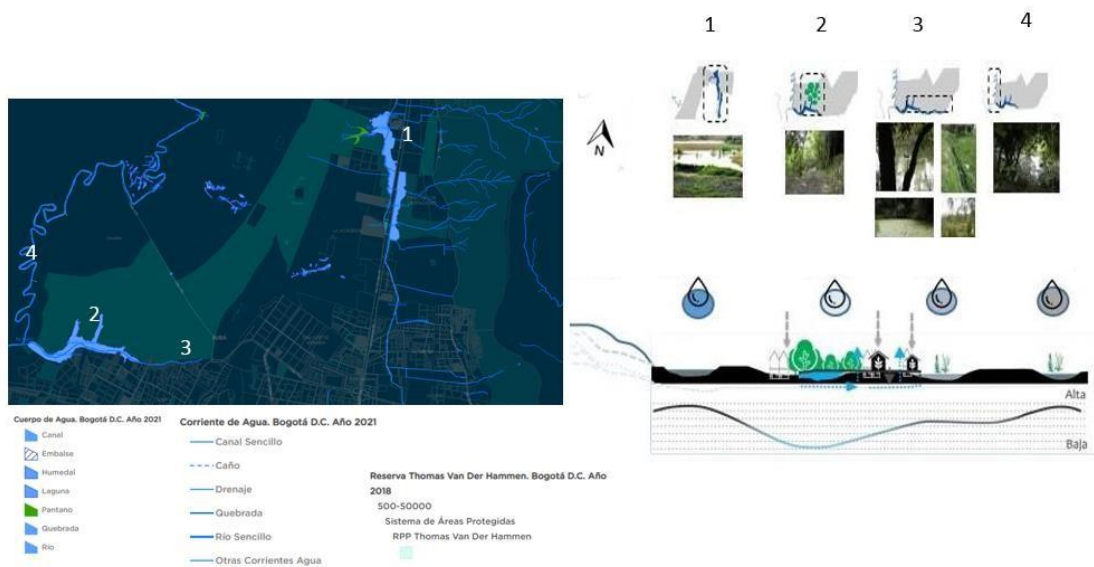 1
2
3
4
1
4
2
3
N
Alta
Baja
Cuerpo de Agua. Bogotá D.C. Año 2021
Canal
Embalse
Humedal
Laguna
Pantano
Quebrada
Río
Corriente de Agua. Bogotá D.C. Año 2021
Canal Sencillo
Caño
Drenaje
Quebrada
Río Sencillo
Otras Corrientes Agua
Reserva Thomas Van Der Hammen. Bogotá D.C. Año
2018
500-50000
Sistema de Áreas Protegidas
RPP Thomas Van Der Hammen